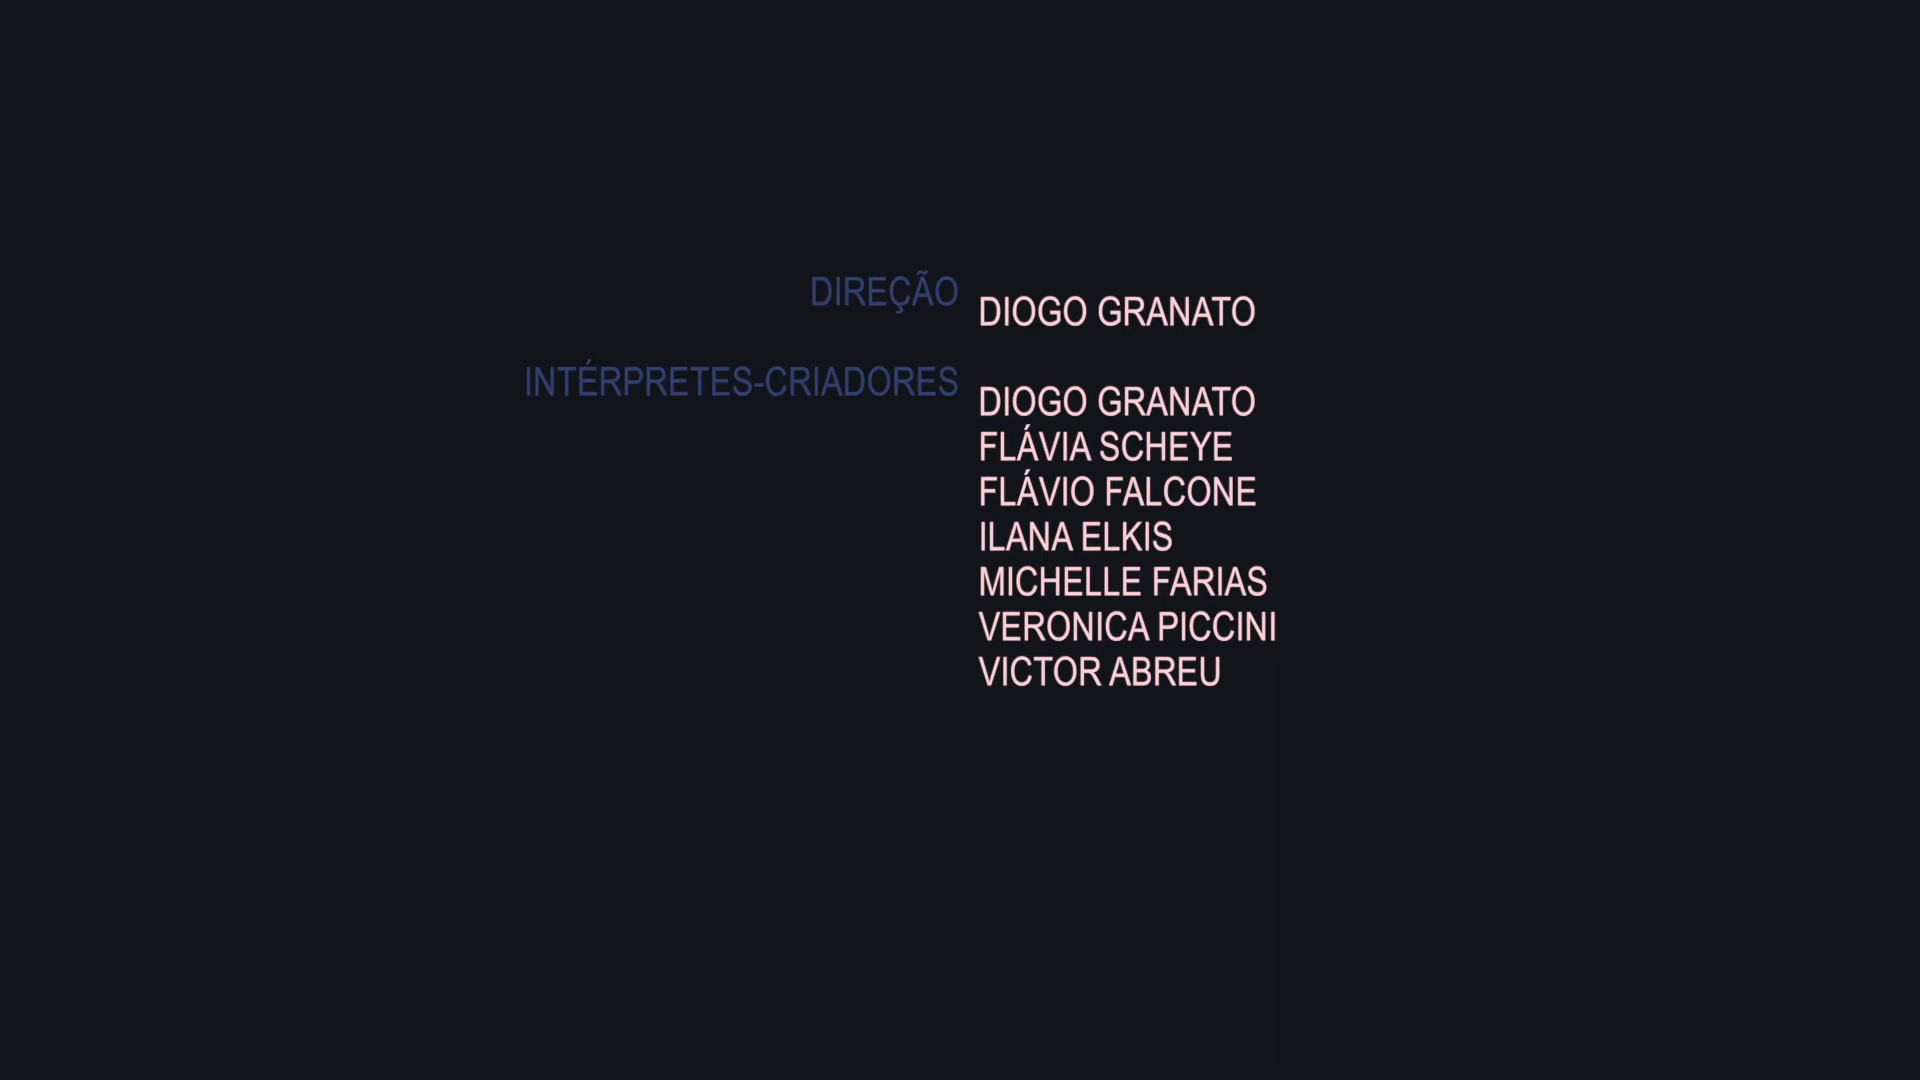 DIREÇÃO
DIOGO GRANATO
INTÉRPRETES-CRIADORES
DIOGO GRANATO
FLÁVIA SCHEYE
FLÁVIO FALCONE
ILANA ELKIS
MICHELLE FARIAS
VERONICA PICCINI
VICTOR ABREU